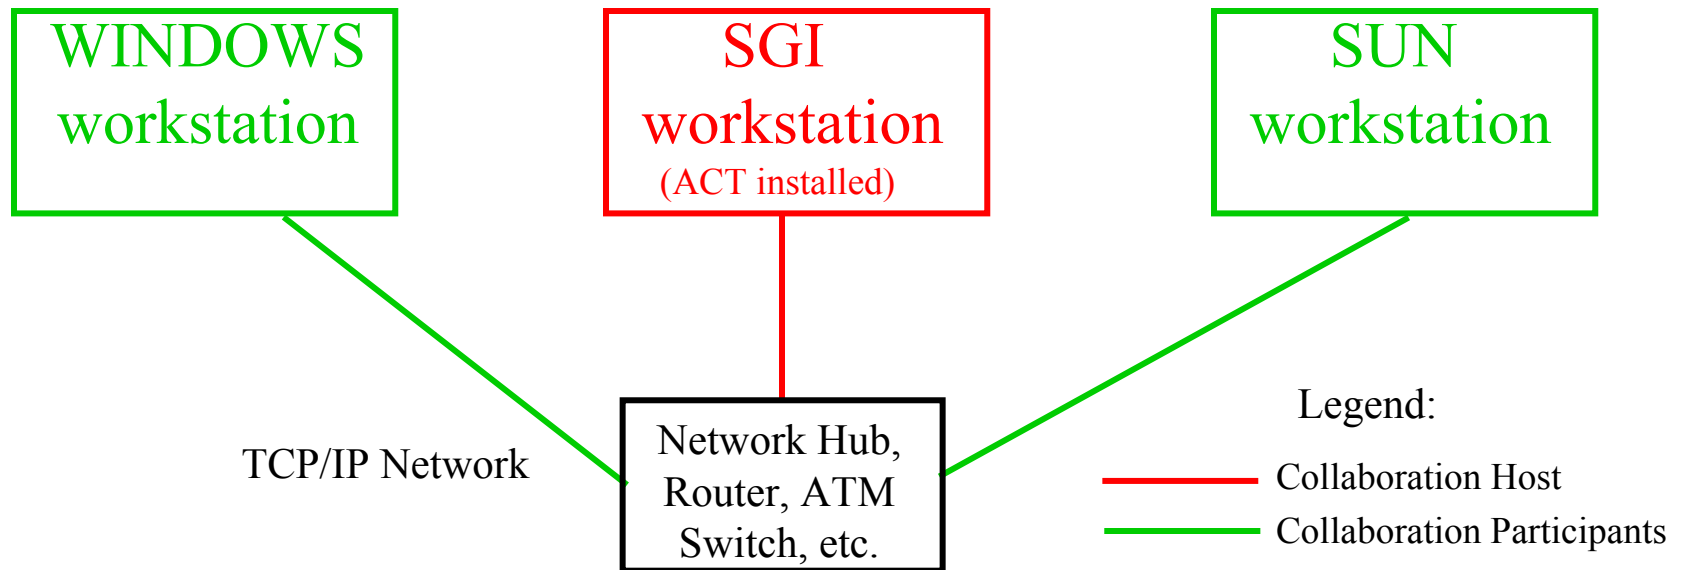 WINDOWS
workstation
SGI
workstation
(ACT installed)
SUN
workstation
TCP/IP Network
Network Hub,
Router, ATM
Switch, etc.
Legend:
Collaboration Host
Collaboration Participants